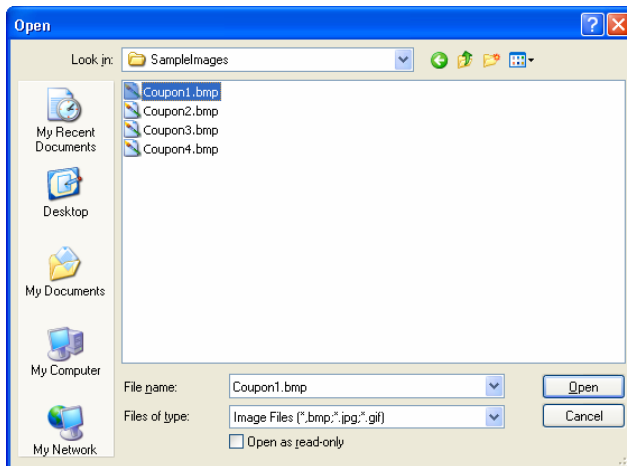 Open
Look in: SampleImages
Coupon1.bmp
Coupon2.bmp
Coupon3.bmp
Coupon4.bmp
My Recent
Documents
Desktop
My Documents
My Computer
My Network
File name: Coupon1.bmp Open
Files of type: Image Files (*,bmp;*.jpg;*.gif) Cancel
Open as read-only